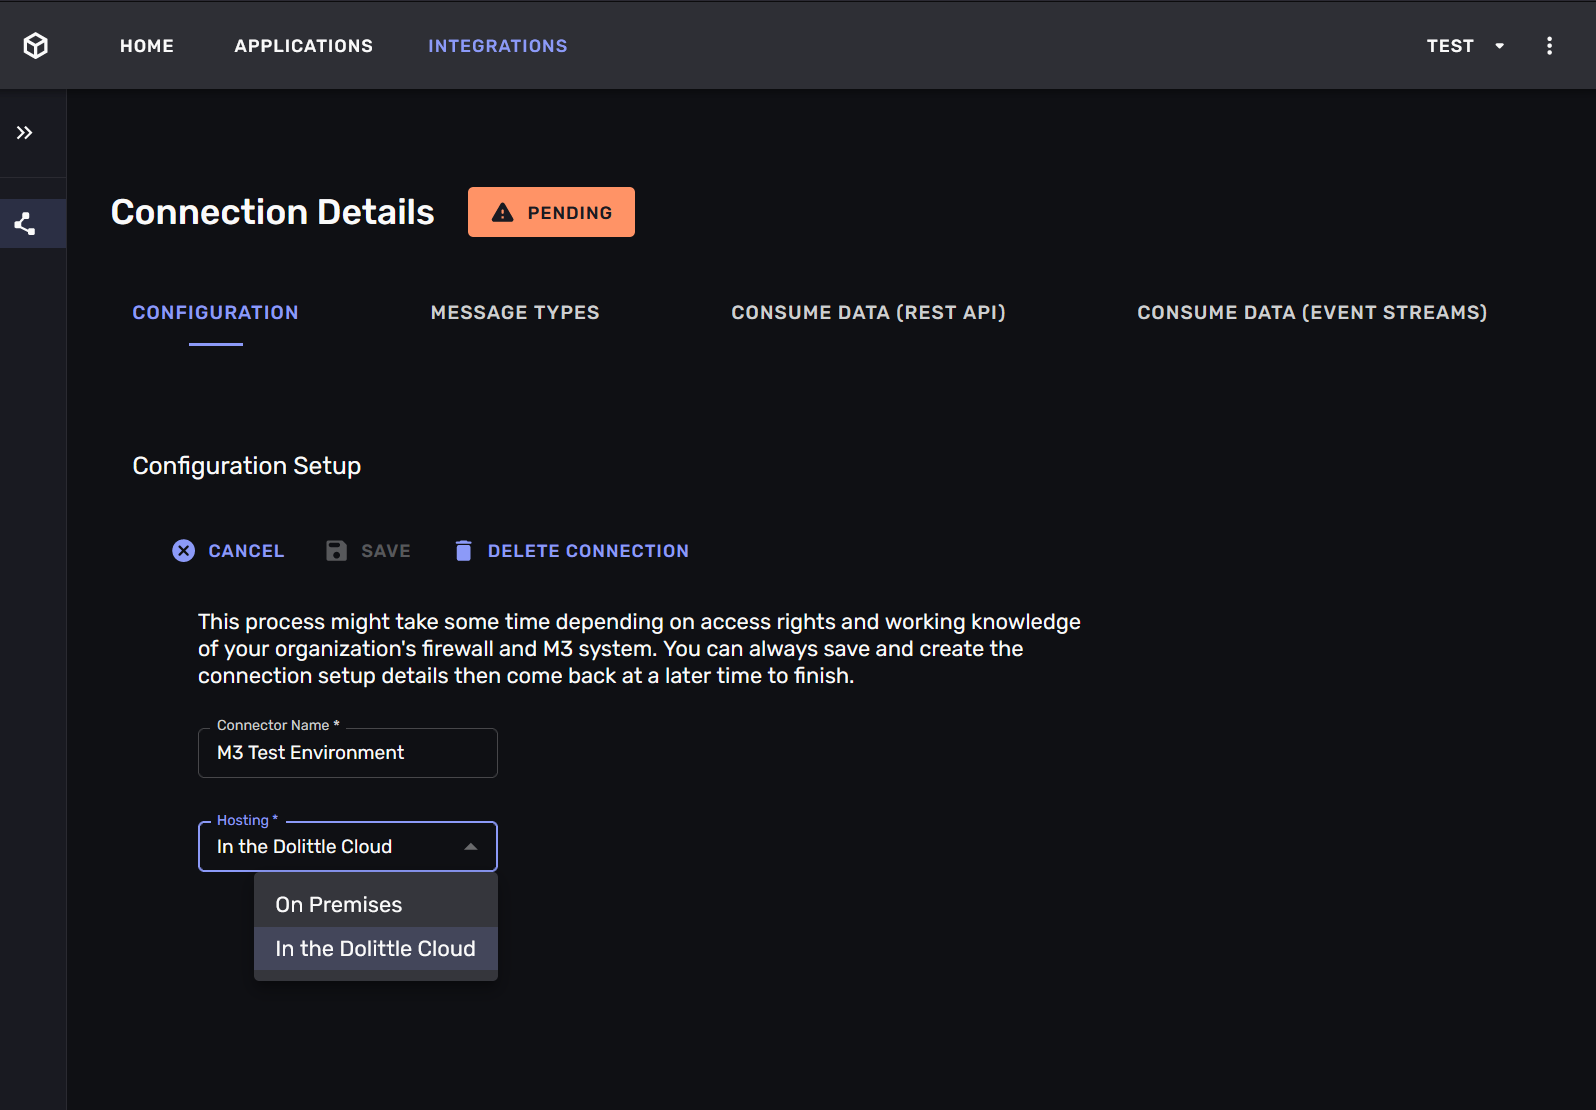 HOME
APPLICATIONS
INTEGRATIONS
TEST
Connection Details
PENDING
CONFIGURATION
MESSAGE TYPES
CONSUME DATA (REST API)
CONSUME DATA (EVENT STREAMS)
Configuration Setup
CANCEL
SAVE
DELETE CONNECTION
This process might take some time depending on access rights and working knowledge
of your organization's firewall and M3 system. You can always save and create the
connection setup details then come back at a later time to finish.
Connector Name *
M3 Test Environment
Hosting *
In the Dolittle Cloud
On Premises
In the Dolittle Cloud